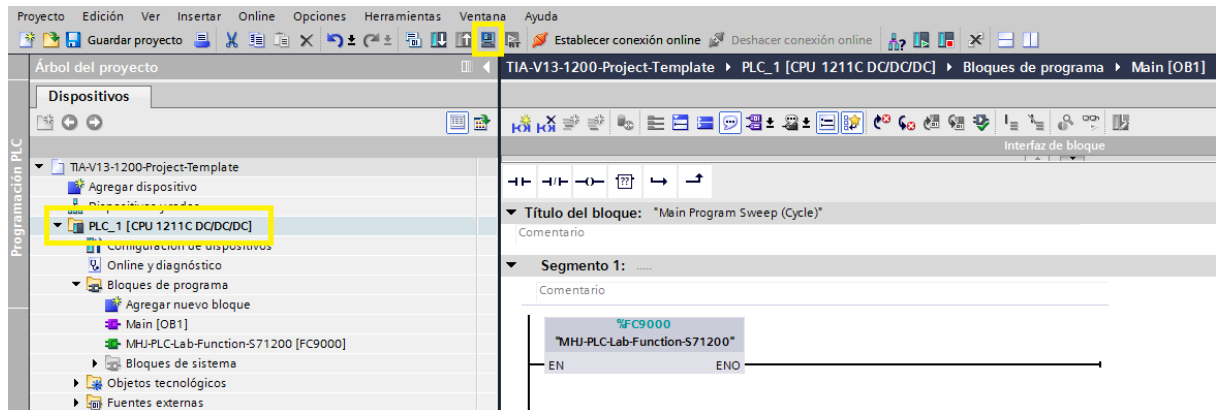 Proyecto Edición Ver Insertar Online Opciones Herramientas Ventana Ayuda
Guardar proyecto Establecer conexión online Deshacer conexión online
Árbol del proyecto
TIA-V13-1200-Project-Template PLC_1 [CPU 1211C DC/DC/DC] Bloques de programa Main [OB1]
Dispositivos
Interfaz de bloque
Programación PLC
TIA-V13-1200-Project-Template
Agregar dispositivo
Dispositivos y redes
PLC_1 [CPU 1211C DC/DC/DC]
Configuración de dispositivos
Online y diagnóstico
Bloques de programa
Agregar nuevo bloque
Main [OB1]
MHJ-PLC-Lab-Function-S71200 [FC9000]
Bloques de sistema
Objetos tecnológicos
Fuentes externas
??
Título del bloque: "Main Program Sweep (Cycle)"
Comentario
Segmento 1: .....
Comentario
%FC9000
"MHJ-PLC-Lab-Function-S71200"
EN ENO